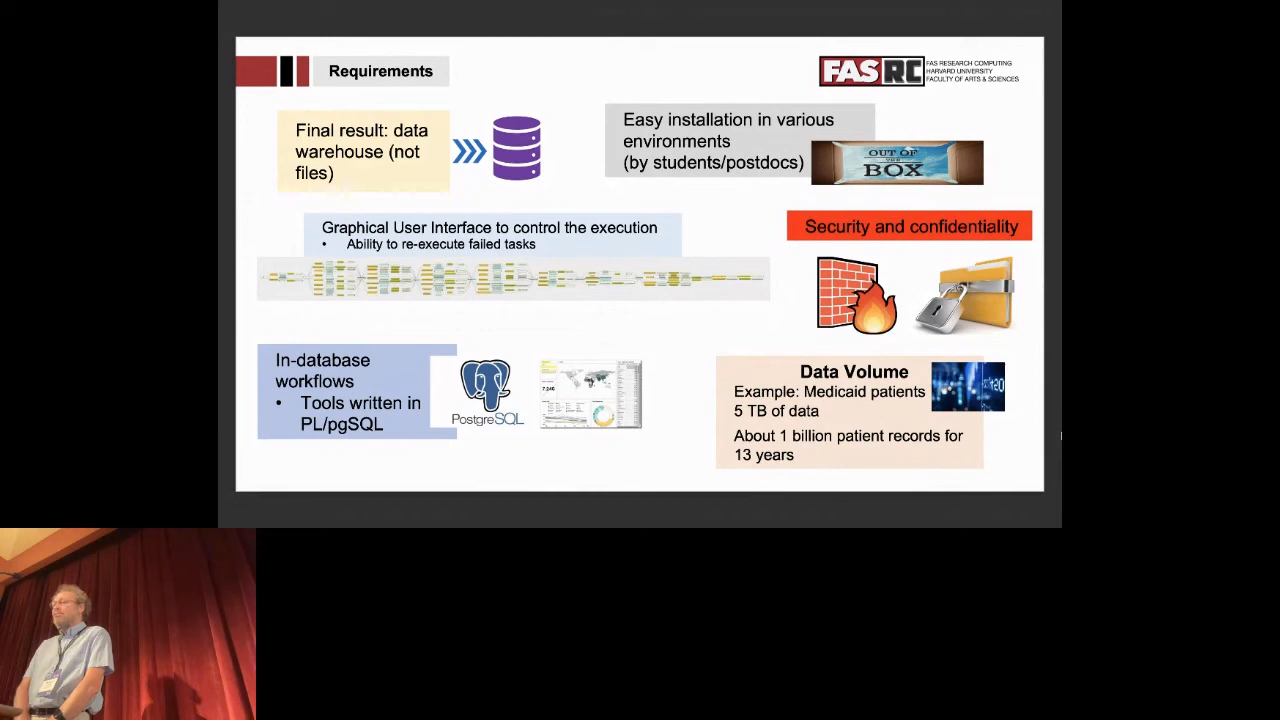 Requirements
FAS RC
FAS RESEARCH COMPUTING
HARVARD UNIVERSITY
FACULTY OF ARTS & SCIENCES
Final result: data
warehouse (not
files)
Easy installation in various
environments
(by students/postdocs)
OUT OF
THE
BOX
Graphical User Interface to control the execution
• Ability to re-execute failed tasks
Security and confidentiality
In-database
workflows
• Tools written in
PL/pgSQL
PostgreSQL
Data Volume
Example: Medicaid patients
5 TB of data
About 1 billion patient records for
13 years